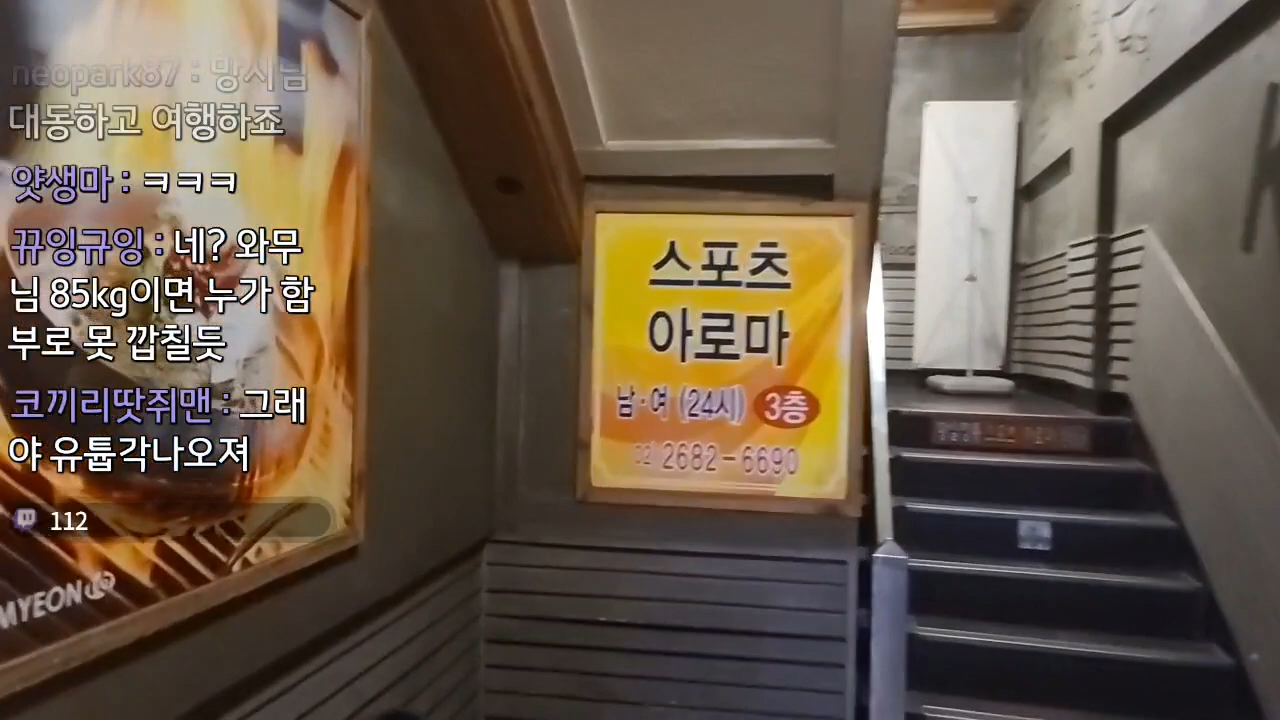 neopark87 : 망사님
대동하고 여행하죠
얏생마 : ㅋㅋㅋ
뀨잉규잉 : 네? 와무
님 85kg이면 누가 함
부로 못 깝칠듯
코끼리땃쥐맨 : 그래
야 유튭각나오져
112
MYEON
스포츠
아로마
남·여 (24시) 3층
02) 2682-6690